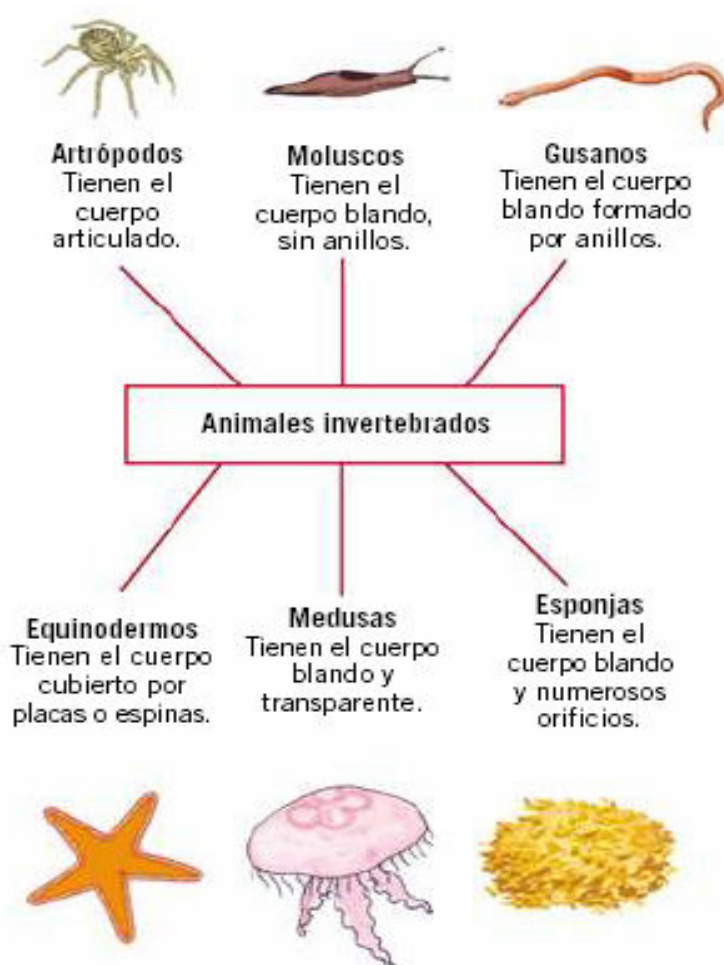 Artrópodos
Tienen el
cuerpo
articulado.
Moluscos
Tienen el
cuerpo blando,
sin anillos.
Gusanos
Tienen el cuerpo
blando formado
por anillos.
Animales invertebrados
Equinodermos
Tienen el cuerpo
cubierto por
placas o espinas.
Medusas
Tienen el cuerpo
blando y
transparente.
Esponjas
Tienen el
cuerpo blando
y numerosos
orificios.